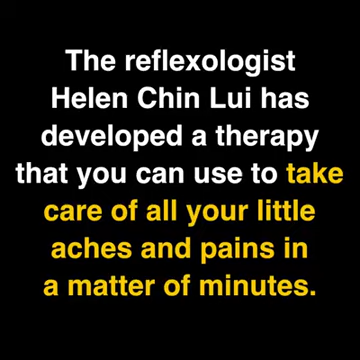 The reflexologist
Helen Chin Lui has
developed a therapy
that you can use to take
care of all your little
aches and pains in
a matter of minutes.